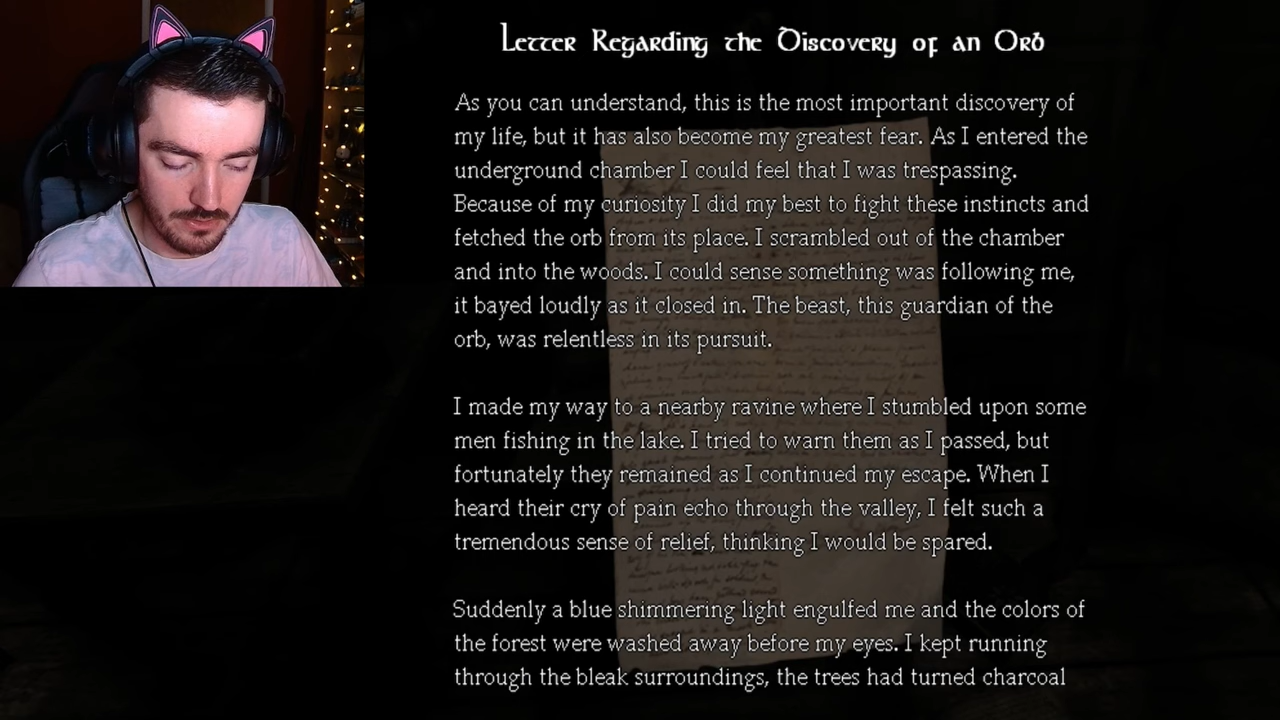 Letter Regarding the Discovery of an Orb
As you can understand, this is the most important discovery of
my life, but it has also become my greatest fear. As I entered the
underground chamber I could feel that I was trespassing.
Because of my curiosity I did my best to fight these instincts and
fetched the orb from its place. I scrambled out of the chamber
and into the woods. I could sense something was following me,
it bayed loudly as it closed in. The beast, this guardian of the
orb, was relentless in its pursuit.
I made my way to a nearby ravine where I stumbled upon some
men fishing in the lake. I tried to warn them as I passed, but
fortunately they remained as I continued my escape. When I
heard their cry of pain echo through the valley, I felt such a
tremendous sense of relief, thinking I would be spared.
Suddenly a blue shimmering light engulfed me and the colors of
the forest were washed away before my eyes. I kept running
through the bleak surroundings, the trees had turned charcoal